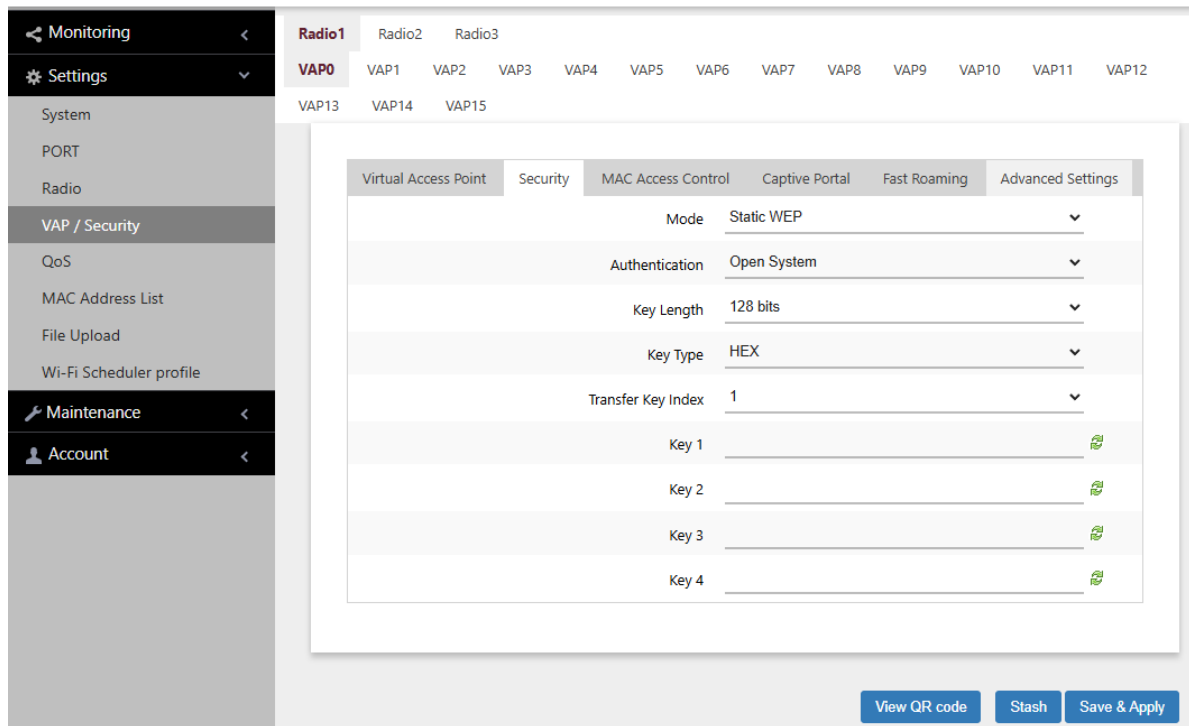 Monitoring
Settings
System
PORT
Radio
VAP / Security
QoS
MAC Address List
File Upload
Wi-Fi Scheduler profile
Maintenance
Account
Radio1 Radio2 Radio3
VAP0 VAP1 VAP2 VAP3 VAP4 VAP5 VAP6 VAP7 VAP8 VAP9 VAP10 VAP11 VAP12
VAP13 VAP14 VAP15
Virtual Access Point Security MAC Access Control Captive Portal Fast Roaming Advanced Settings
Mode Static WEP
Authentication Open System
Key Length 128 bits
Key Type HEX
Transfer Key Index 1
Key 1
Key 2
Key 3
Key 4
View QR code Stash Save & Apply